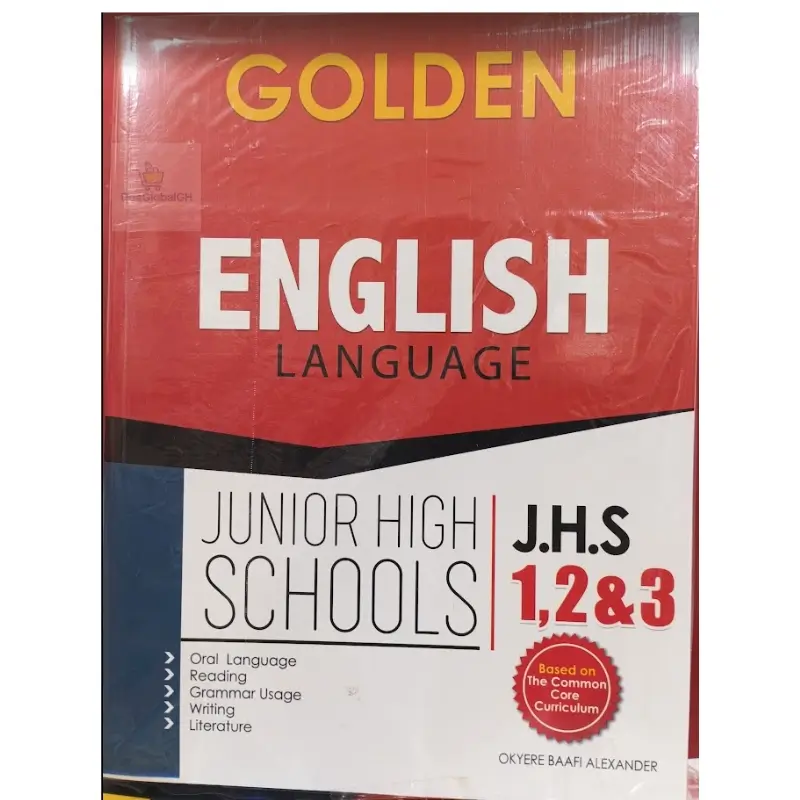 GOLDEN
ENGLISH
LANGUAGE
JUNIOR HIGH
SCHOOLS
J.H.S
1,2&3
Oral Language
Reading
Grammar Usage
Writing
Literature
Based on
The Common
Core
Curriculum
OKYERE BAAFI ALEXANDER